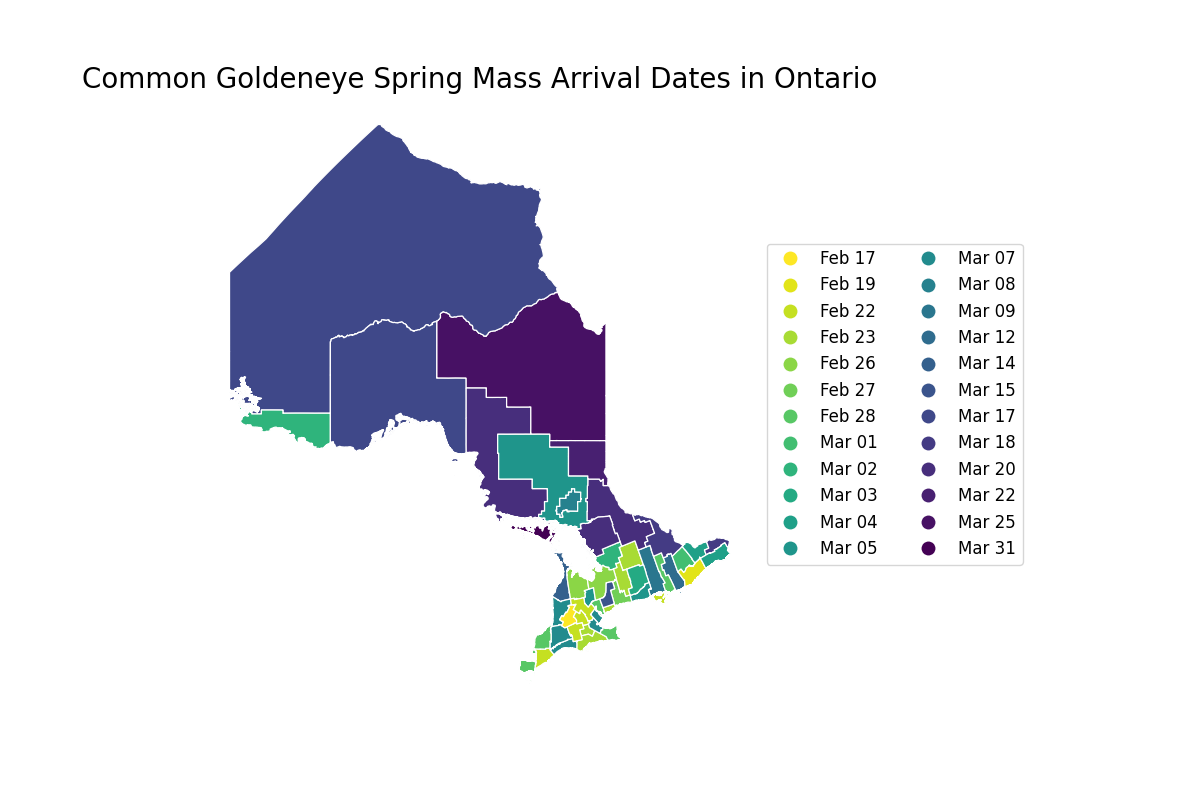 Common Goldeneye Spring Mass Arrival Dates in Ontario
Feb 17
Feb 19
Feb 22
Feb 23
Feb 26
Feb 27
Feb 28
Mar 01
Mar 02
Mar 03
Mar 04
Mar 05
Mar 07
Mar 08
Mar 09
Mar 12
Mar 14
Mar 15
Mar 17
Mar 18
Mar 20
Mar 22
Mar 25
Mar 31